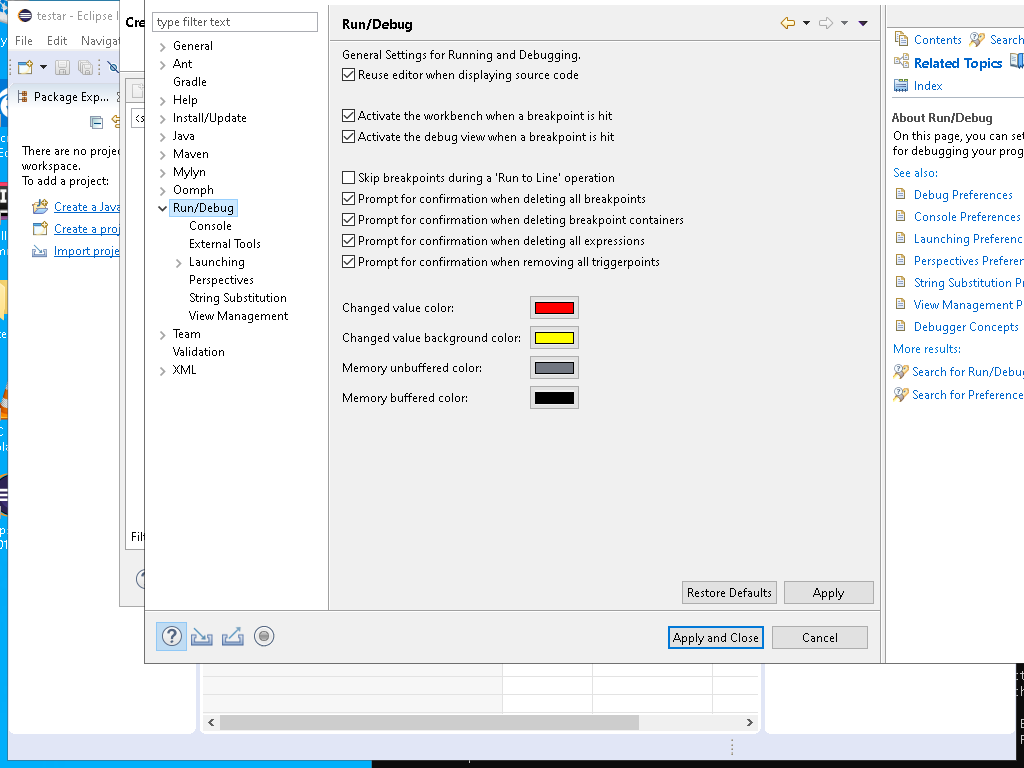 testar - Eclipse I
File Edit Navigat
Package Exp...
There are no proje
workspace.
To add a project:
Create a Java
Create a proj
Import proje
Cre
Filt
type filter text
General
Ant
Gradle
Help
Install/Update
Java
Maven
Mylyn
Oomph
Run/Debug
Console
External Tools
Launching
Perspectives
String Substitution
View Management
Team
Validation
XML
Run/Debug
General Settings for Running and Debugging.
Reuse editor when displaying source code
Activate the workbench when a breakpoint is hit
Activate the debug view when a breakpoint is hit
Skip breakpoints during a 'Run to Line' operation
Prompt for confirmation when deleting all breakpoints
Prompt for confirmation when deleting breakpoint containers
Prompt for confirmation when deleting all expressions
Prompt for confirmation when removing all triggerpoints
Changed value color:
Changed value background color:
Memory unbuffered color:
Memory buffered color:
Restore Defaults
Apply
Apply and Close
Cancel
Contents
Search
Related Topics
Index
About Run/Debug
On this page, you can set
for debugging your prog
See also:
Debug Preferences
Console Preferences
Launching Preferenc
Perspectives Preferer
String Substitution Pr
View Management P
Debugger Concepts
More results:
Search for Run/Debug
Search for Preference